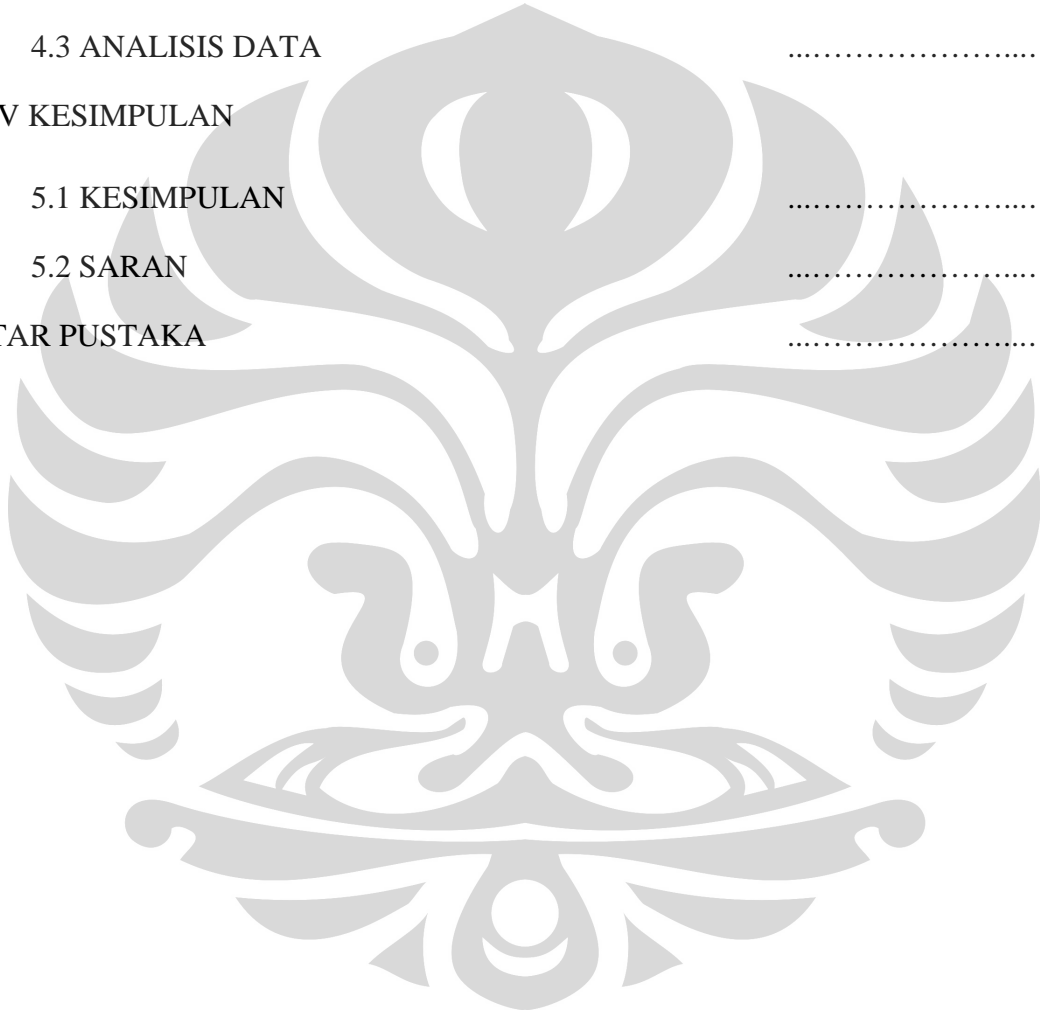 4.3 ANALISIS DATA ...…………………...…
V KESIMPULAN
5.1 KESIMPULAN ...…………………...…
5.2 SARAN ...…………………...…
TAR PUSTAKA ...…………………...…